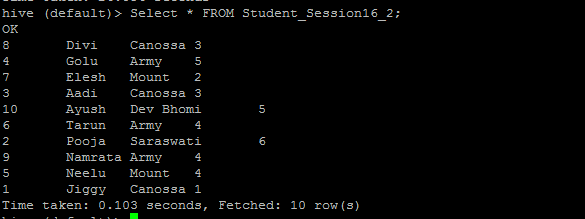 hive (default)> Select * FROM Student_Session16_2;
OK
8 Divi Canossa 3
4 Golu Army 5
7 Elesh Mount 2
3 Aadi Canossa 3
10 Ayush Dev Bhomi 5
6 Tarun Army 4
2 Pooja Saraswati 6
9 Namrata Army 4
5 Neelu Mount 4
1 Jiggy Canossa 1
Time taken: 0.103 seconds, Fetched: 10 row(s)
hive (default)>